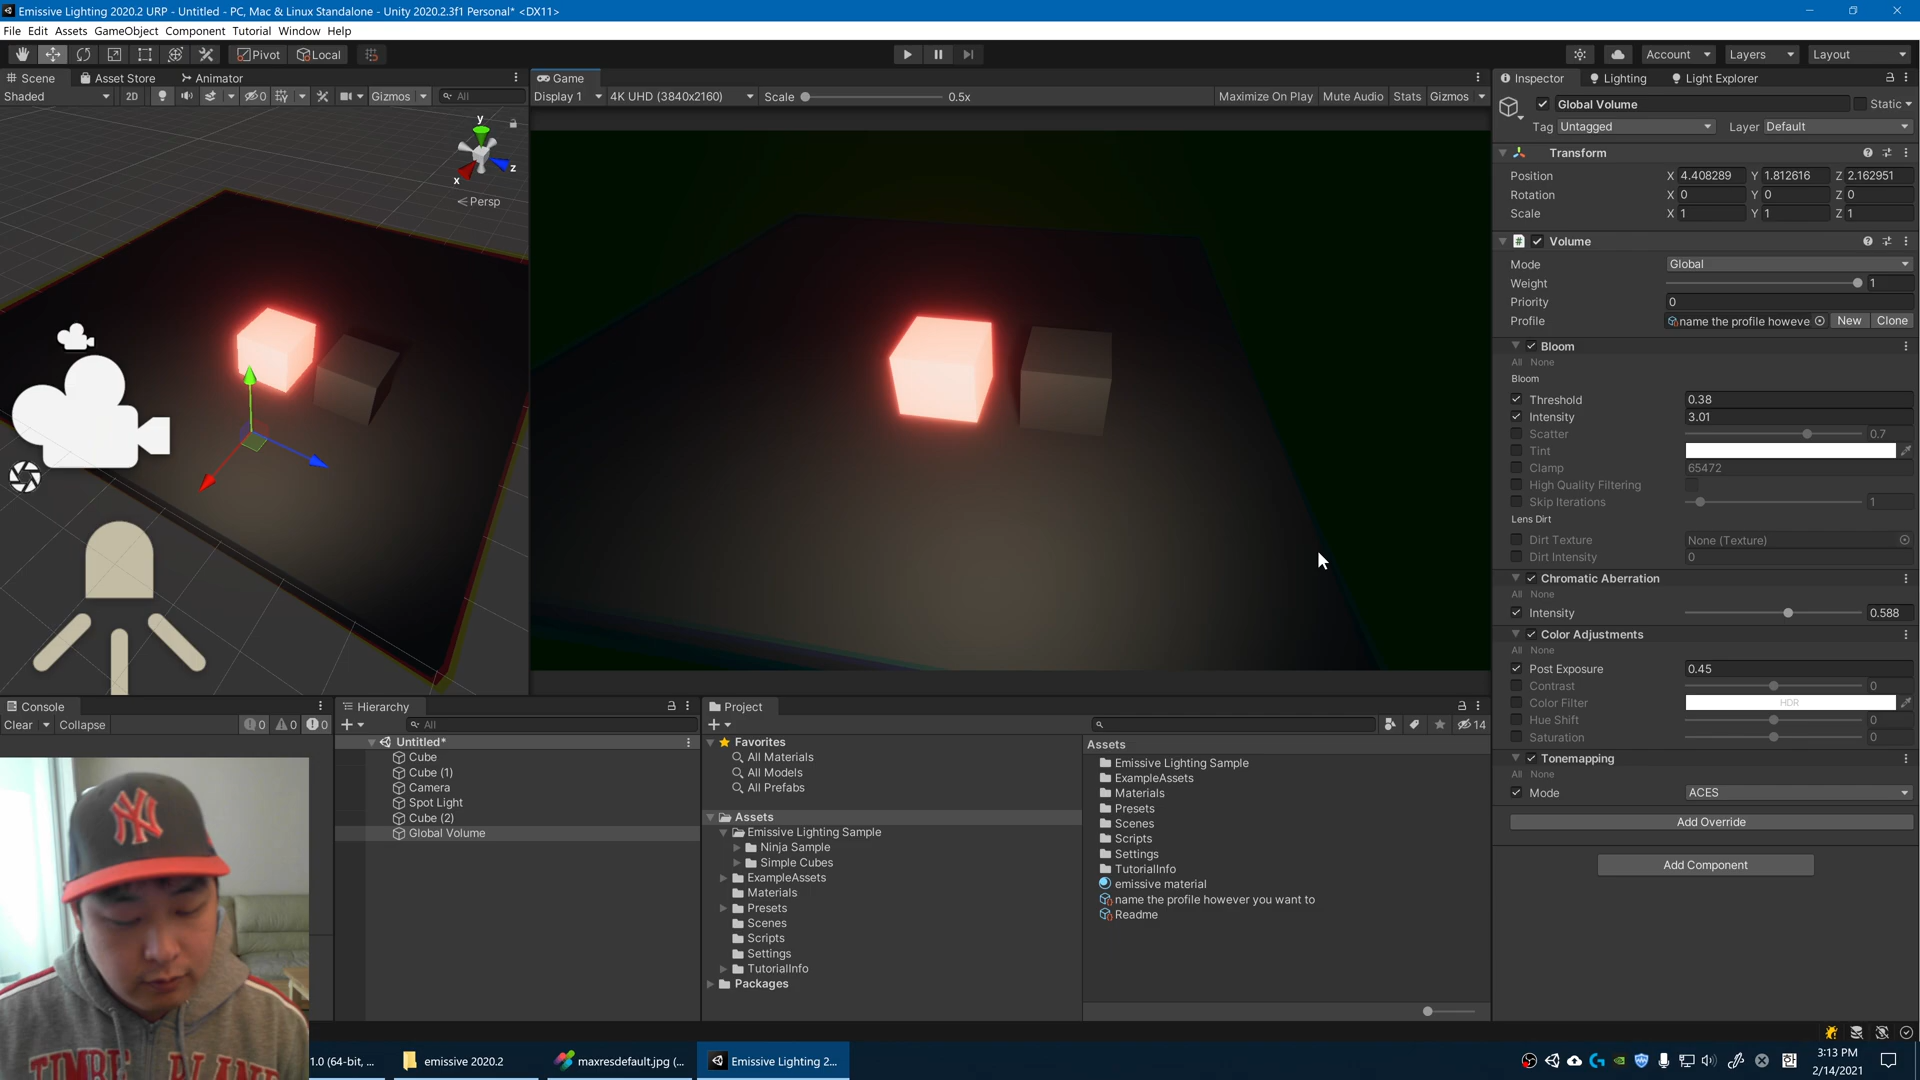 Emissive Lighting 2020.2 URP - Untitled - PC, Mac & Linux Standalone - Unity 2020.2.3f1 Personal* <DX11>
File Edit Assets GameObject Component Tutorial Window Help
Pivot Local Account Layers Layout
Scene Asset Store Animator
Shaded 2D 0 Gizmos All
y
z
x
Persp
Game
Display 1 4K UHD (3840x2160) Scale 0.5x Maximize On Play Mute Audio Stats Gizmos
Inspector Lighting Light Explorer
Global Volume Static
Tag Untagged Layer Default
Transform
Position X 4.408289 Y 1.812616 Z 2.162951
Rotation X 0 Y 0 Z 0
Scale X 1 Y 1 Z 1
# Volume
Mode Global
Weight 1
Priority 0
Profile name the profile howeve New Clone
Bloom
All None
Bloom
Threshold 0.38
Intensity 3.01
Scatter 0.7
Tint
Clamp 65472
High Quality Filtering
Skip Iterations 1
Lens Dirt
Dirt Texture None (Texture)
Dirt Intensity 0
Chromatic Aberration
All None
Intensity 0.588
Color Adjustments
All None
Post Exposure 0.45
Contrast 0
Color Filter HDR
Hue Shift 0
Saturation 0
Tonemapping
All None
Mode ACES
Add Override
Add Component
Console
Clear Collapse 0 0 0
Hierarchy
All
Untitled*
Cube
Cube (1)
Camera
Spot Light
Cube (2)
Global Volume
Project
14
Favorites
All Materials
All Models
All Prefabs
Assets
Emissive Lighting Sample
Ninja Sample
Simple Cubes
ExampleAssets
Materials
Presets
Scenes
Scripts
Settings
TutorialInfo
Packages
Assets
Emissive Lighting Sample
ExampleAssets
Materials
Presets
Scenes
Scripts
Settings
TutorialInfo
emissive material
name the profile however you want to
Readme
NY
1.0 (64-bit, ...
emissive 2020.2
maxresdefault.jpg (...
Emissive Lighting 2...
한
3:13 PM
2/14/2021